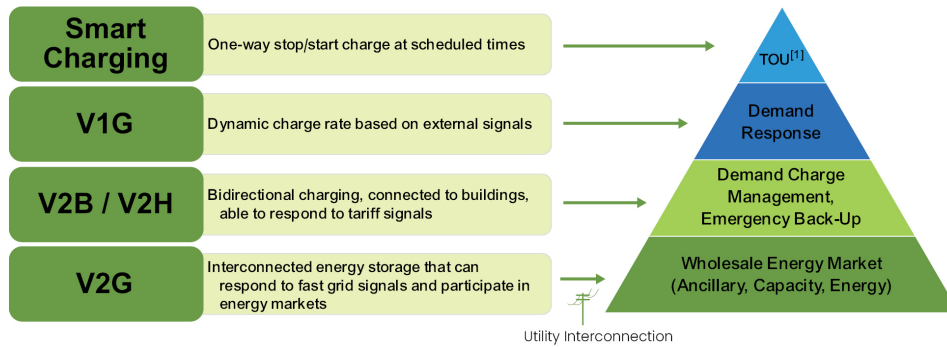 Smart
Charging
One-way stop/start charge at scheduled times
TOU[1]
V1G
Dynamic charge rate based on external signals
Demand
Response
V2B / V2H
Bidirectional charging, connected to buildings,
able to respond to tariff signals
Demand Charge
Management,
Emergency Back-Up
V2G
Interconnected energy storage that can
respond to fast grid signals and participate in
energy markets
Wholesale Energy Market
(Ancillary, Capacity, Energy)
Utility Interconnection